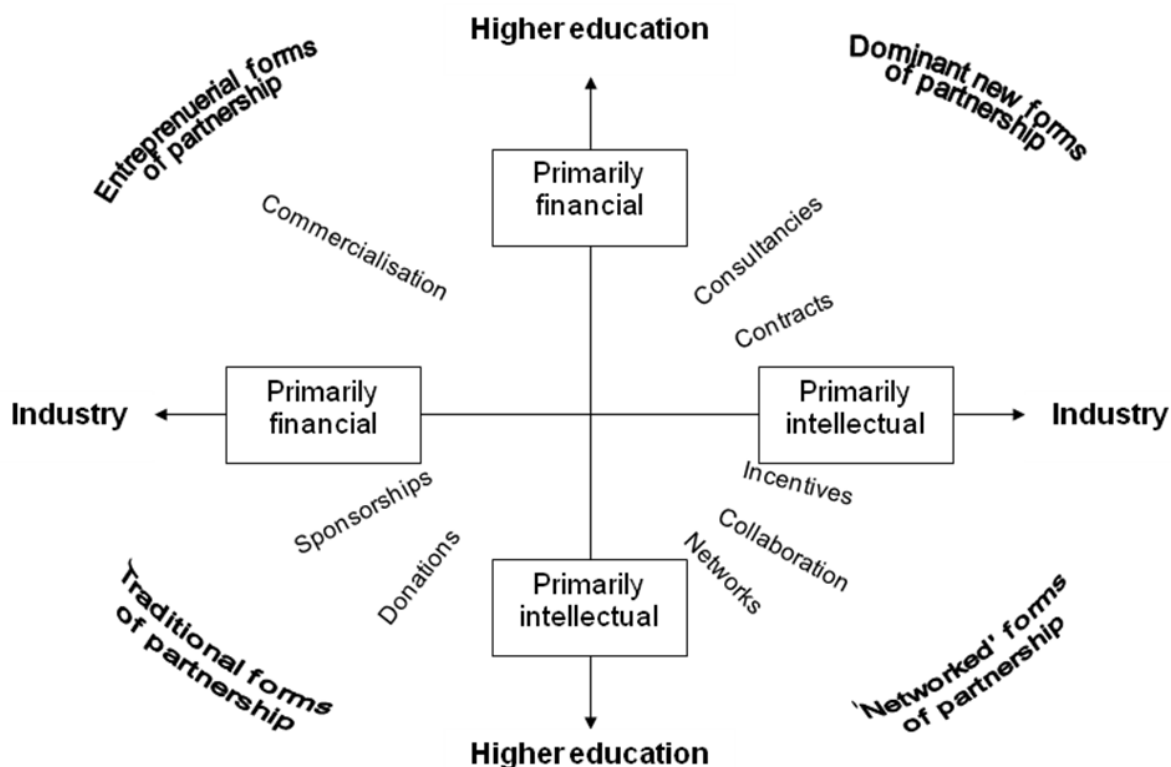 Higher education
Entreprenuerial forms
of partnership
Dominant new forms
of partnership
Primarily
financial
Commercialisation
Consultancies
Contracts
Industry
Primarily
financial
Primarily
intellectual
Industry
Sponsorships
Donations
Incentives
Collaboration
Networks
Primarily
intellectual
Traditional forms
of partnership
'Networked' forms
of partnership
Higher education